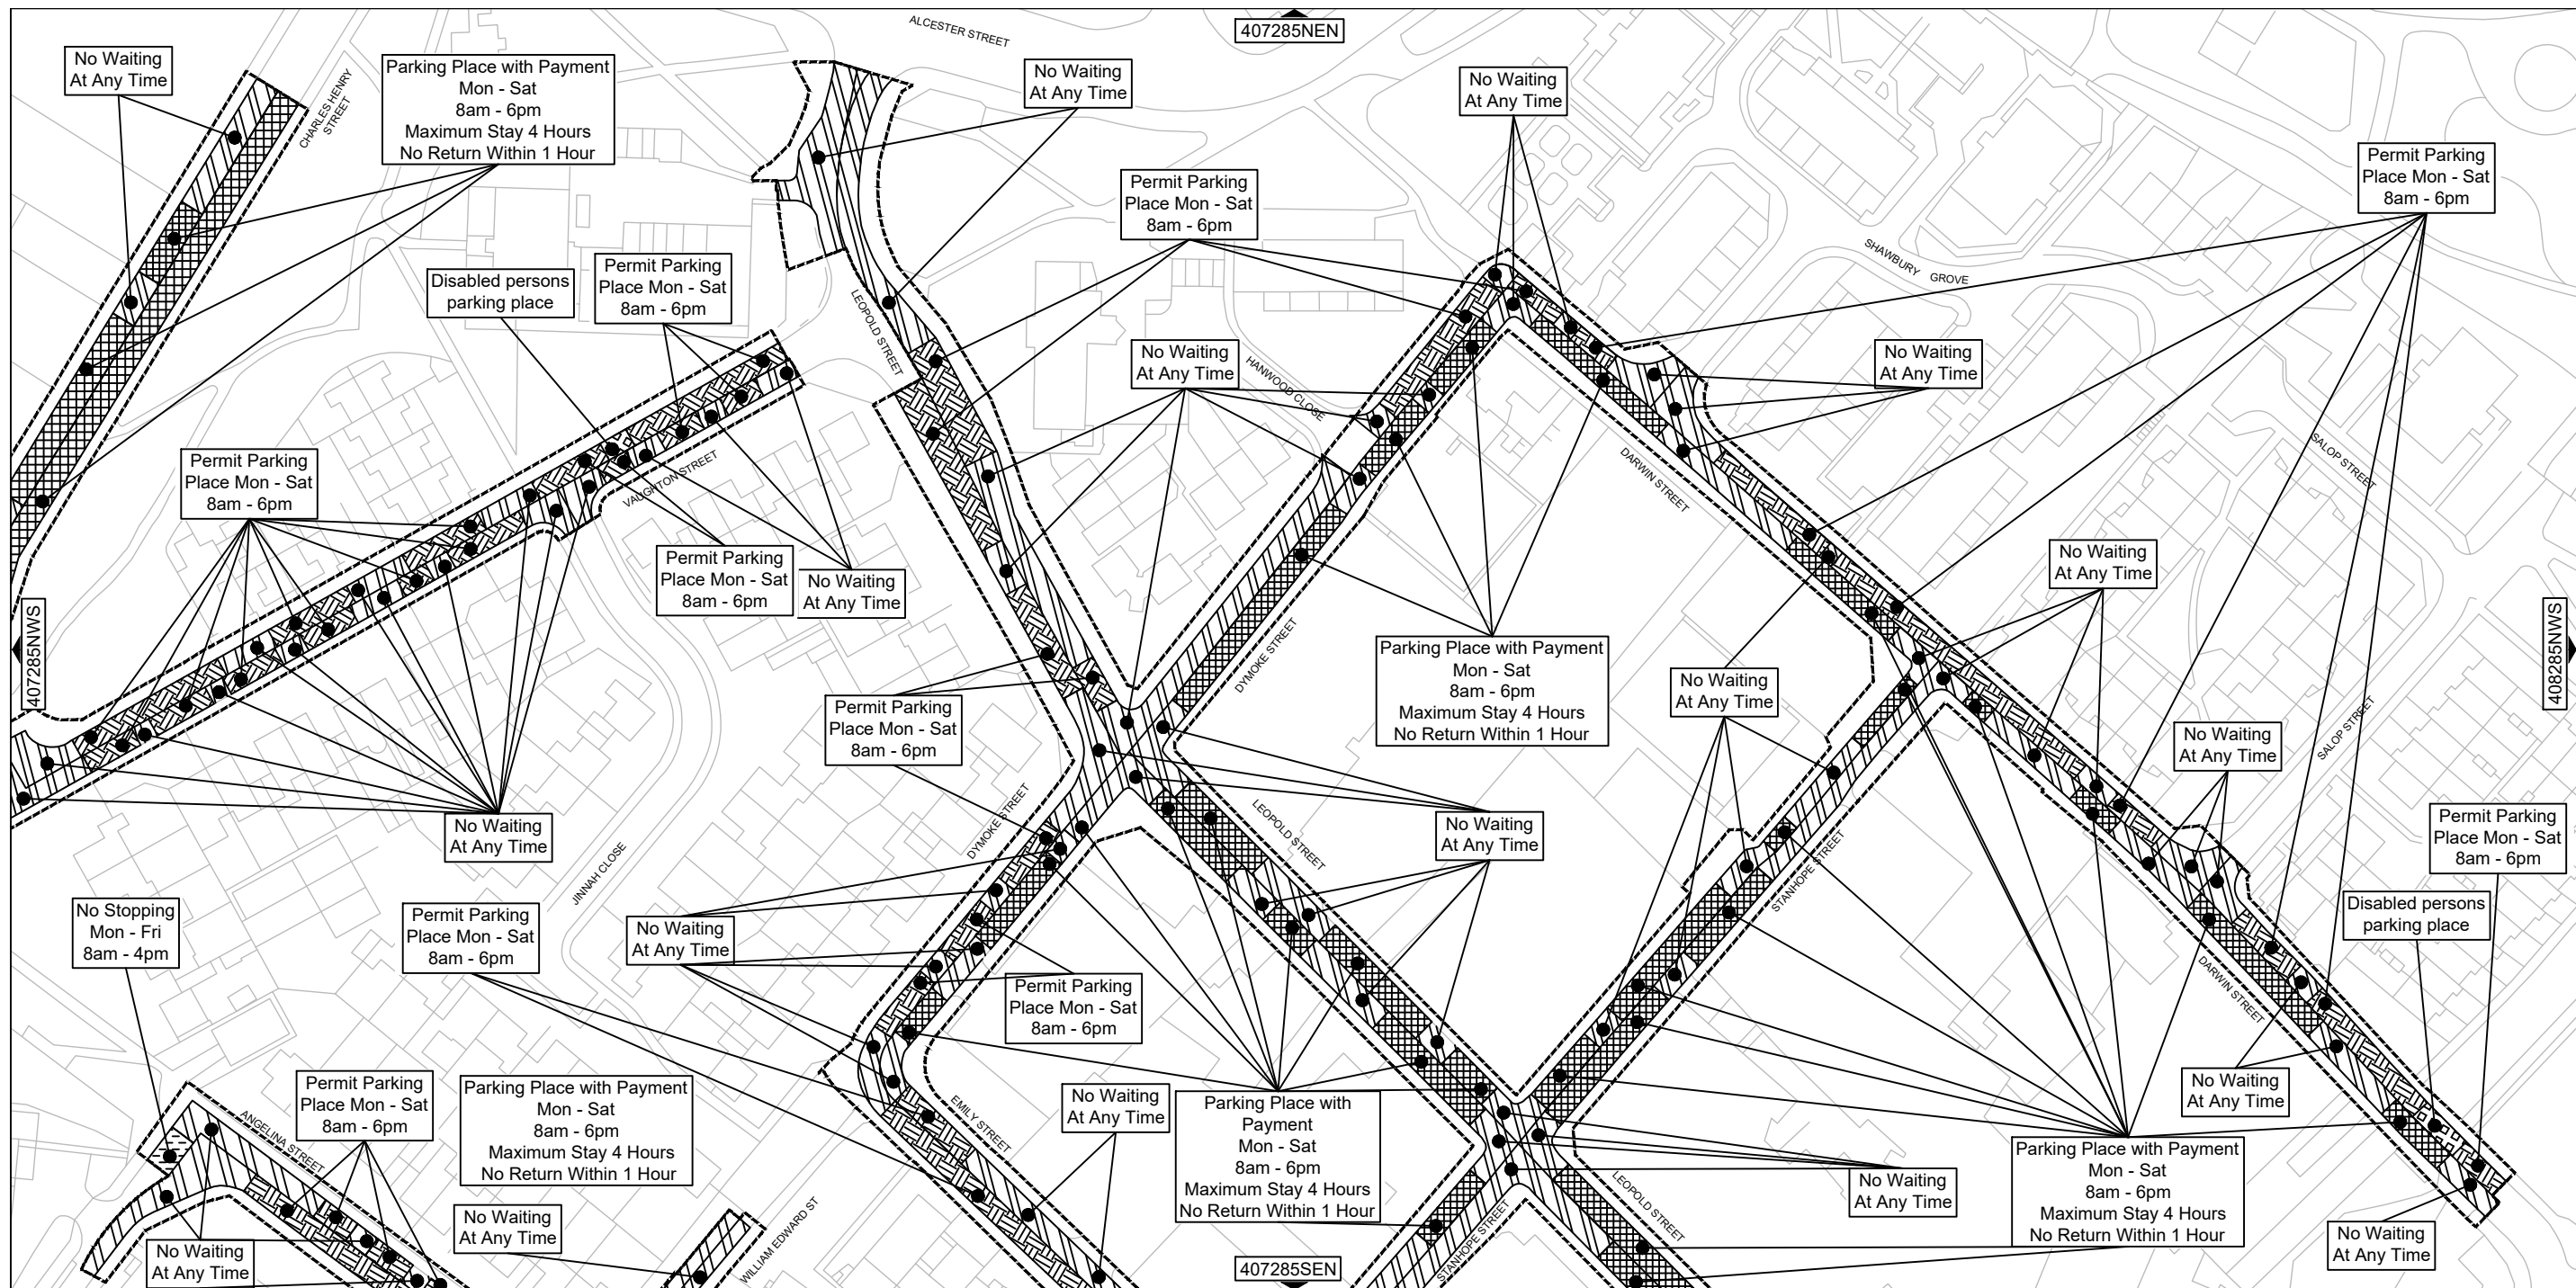 ALCESTER STREET
407285NEN
No Waiting
At Any Time
CHARLES HENRY
STREET
Parking Place with Payment
Mon - Sat
8am - 6pm
Maximum Stay 4 Hours
No Return Within 1 Hour
No Waiting
At Any Time
No Waiting
At Any Time
Permit Parking
Place Mon - Sat
8am - 6pm
Permit Parking
Place Mon - Sat
8am - 6pm
SHAWBURY GROVE
Disabled persons
parking place
Permit Parking
Place Mon - Sat
8am - 6pm
LEOPOLD STREET
No Waiting
At Any Time
HANWOOD CLOSE
No Waiting
At Any Time
Permit Parking
Place Mon - Sat
8am - 6pm
VAUGHTON STREET
DARWIN STREET
SALOP STREET
Permit Parking
Place Mon - Sat
8am - 6pm
No Waiting
At Any Time
No Waiting
At Any Time
407285NWS
408285NWS
DYMOKE STREET
Parking Place with Payment
Mon - Sat
8am - 6pm
Maximum Stay 4 Hours
No Return Within 1 Hour
No Waiting
At Any Time
Permit Parking
Place Mon - Sat
8am - 6pm
No Waiting
At Any Time
SALOP STREET
No Waiting
At Any Time
JINNAH CLOSE
DYMOKE STREET
LEOPOLD STREET
No Waiting
At Any Time
STANHOPE STREET
Permit Parking
Place Mon - Sat
8am - 6pm
No Stopping
Mon - Fri
8am - 4pm
Permit Parking
Place Mon - Sat
8am - 6pm
No Waiting
At Any Time
Disabled persons
parking place
Permit Parking
Place Mon - Sat
8am - 6pm
DARWIN STREET
ANGELINA STREET
Permit Parking
Place Mon - Sat
8am - 6pm
Parking Place with Payment
Mon - Sat
8am - 6pm
Maximum Stay 4 Hours
No Return Within 1 Hour
EMILY STREET
No Waiting
At Any Time
Parking Place with
Payment
Mon - Sat
8am - 6pm
Maximum Stay 4 Hours
No Return Within 1 Hour
No Waiting
At Any Time
Parking Place with Payment
Mon - Sat
8am - 6pm
Maximum Stay 4 Hours
No Return Within 1 Hour
No Waiting
At Any Time
No Waiting
At Any Time
No Waiting
At Any Time
WILLIAM EDWARD ST
STANHOPE STREET
LEOPOLD STREET
No Waiting
At Any Time
407285SEN